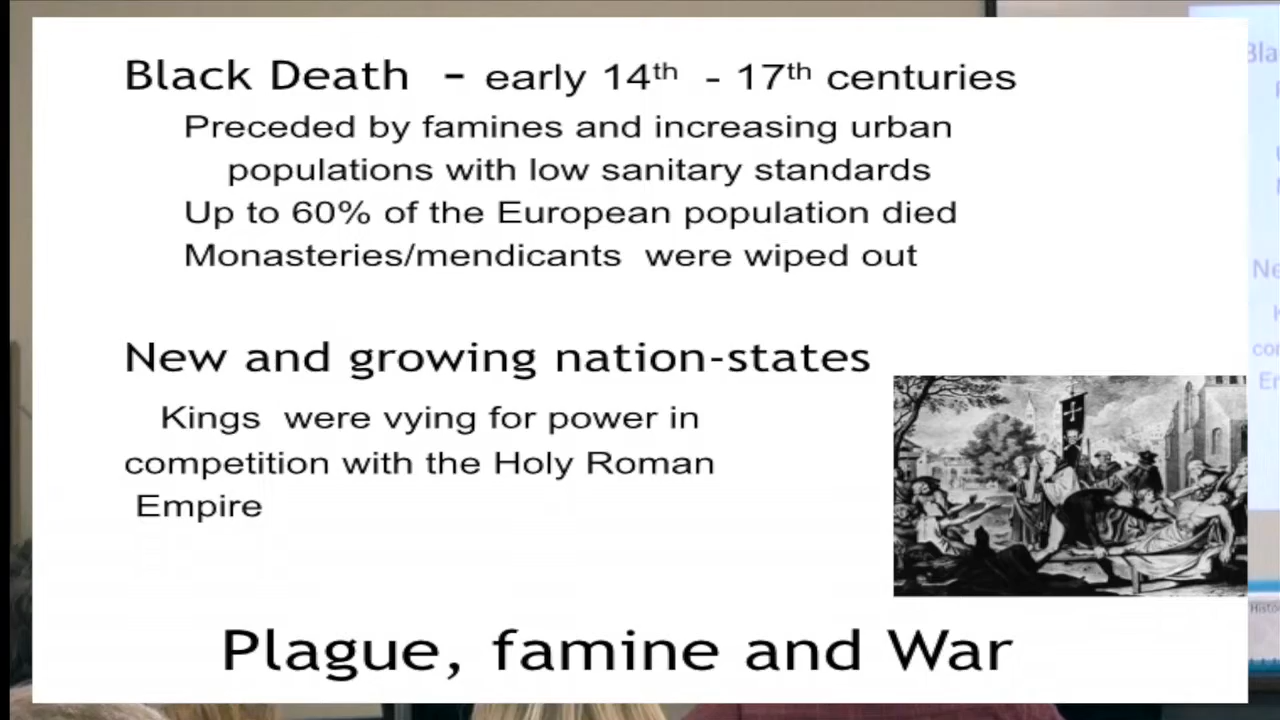 Black Death - early 14th - 17th centuries
Preceded by famines and increasing urban
populations with low sanitary standards
Up to 60% of the European population died
Monasteries/mendicants were wiped out
New and growing nation-states
Kings were vying for power in
competition with the Holy Roman
Empire
Plague, famine and War